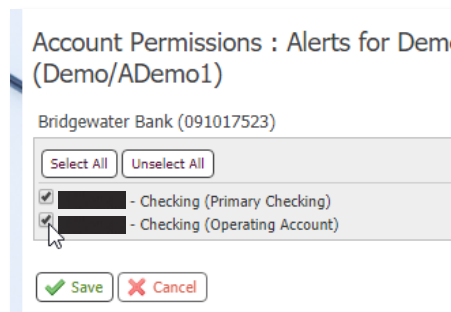 Account Permissions : Alerts for Dem
(Demo/ADemo1)
Bridgewater Bank (091017523)
Select All Unselect All
- Checking (Primary Checking)
- Checking (Operating Account)
Save Cancel